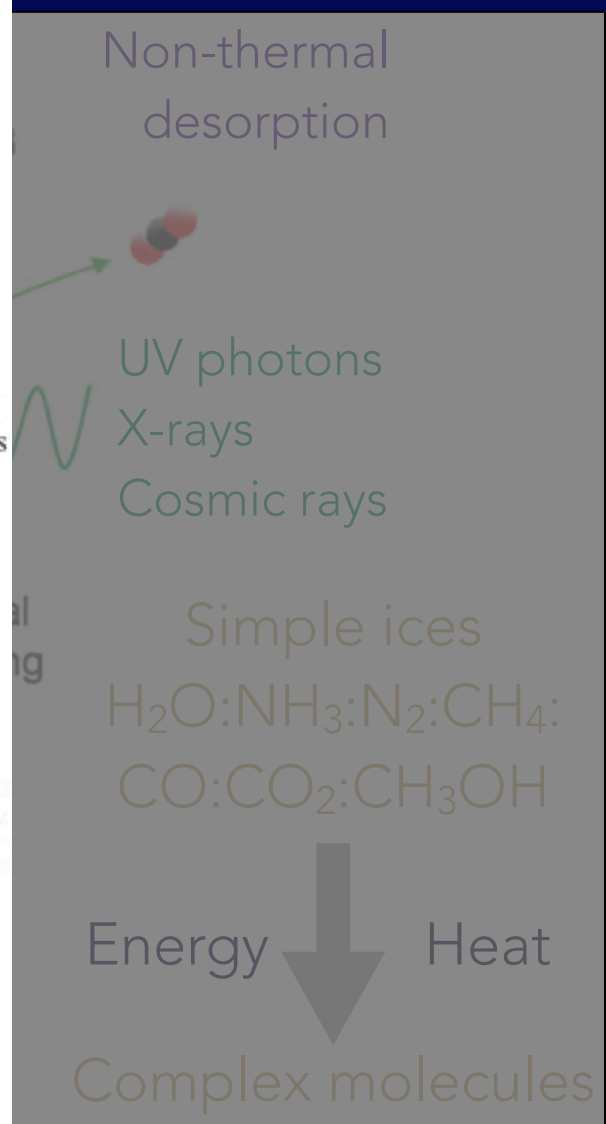 Non-thermal
desorption
UV photons
X-rays
Cosmic rays
Simple ices
H₂O:NH₃:N₂:CH₄:
CO:CO₂:CH₃OH
Energy Heat
Complex molecules